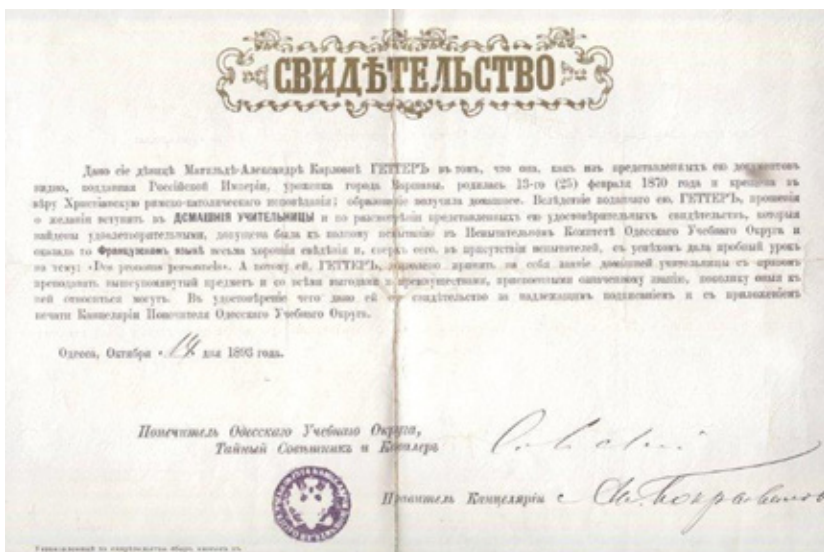 СВИДѢТЕЛЬСТВО
Дано сіе дѣвицѣ Матильдѣ-Александрѣ Карловнѣ ГЕТТЕРЪ въ томъ, что она, какъ изъ представленныхъ ею документовъ
видно, подданная Россійской Имперіи, уроженка города Варшавы, родилась 13-го (25) февраля 1870 года и крещена въ
вѣру Христіанскую римско-католическаго исповѣданія; образованіе получила домашнее. Вслѣдствіе поданнаго ею, ГЕТТЕРЪ, прошенія
о желаніи вступить въ ДОМАШНІЯ УЧИТЕЛЬНИЦЫ и по разсмотрѣніи представленныхъ ею удостовѣрительныхъ свидѣтельствъ, которыя
найдены удовлетворительными, допущена была къ полному испытанію въ Испытательномъ Комитетѣ Одесскаго Учебнаго Округа и
оказала по Французскомъ языкѣ весьма хорошія свѣдѣнія и, сверхъ сего, въ присутствіи испытателей, съ успѣхомъ дала пробный урокъ
на тему: «Des pronoms personnels». А потому ей, ГЕТТЕРЪ, дозволено принять на себя званіе домашней учительницы съ правомъ
преподавать вышеупомянутый предметъ и со всѣми выгодами и преимуществами, присвоенными означенному званію, поколику оныя къ
ней относиться могутъ. Въ удостовѣреніе чего дано ей свидѣтельство за надлежащимъ подписаніемъ и съ приложеніемъ
печати Канцеляріи Попечителя Одесскаго Учебнаго Округа.
Одесса, Октября « 14 дня 1893 года.
Попечитель Одесскаго Учебнаго Округа,
Тайный Совѣтникъ и Кавалеръ
Правитель Канцеляріи